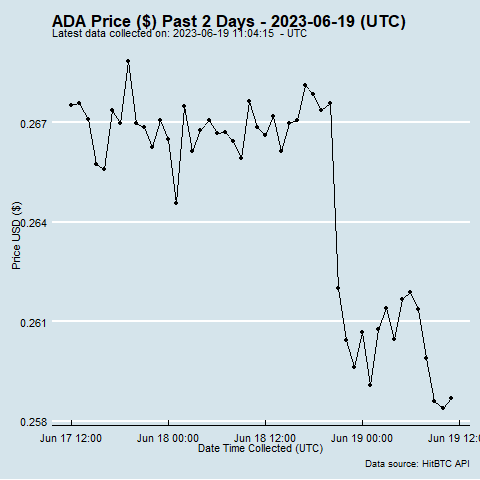 ADA Price ($) Past 2 Days - 2023-06-19 (UTC)
Latest data collected on: 2023-06-19 11:04:15 - UTC
0.267
0.264
0.261
0.258
Price USD ($)
Jun 17 12:00 Jun 18 00:00 Jun 18 12:00 Jun 19 00:00 Jun 19 12:
Date Time Collected (UTC)
Data source: HitBTC API